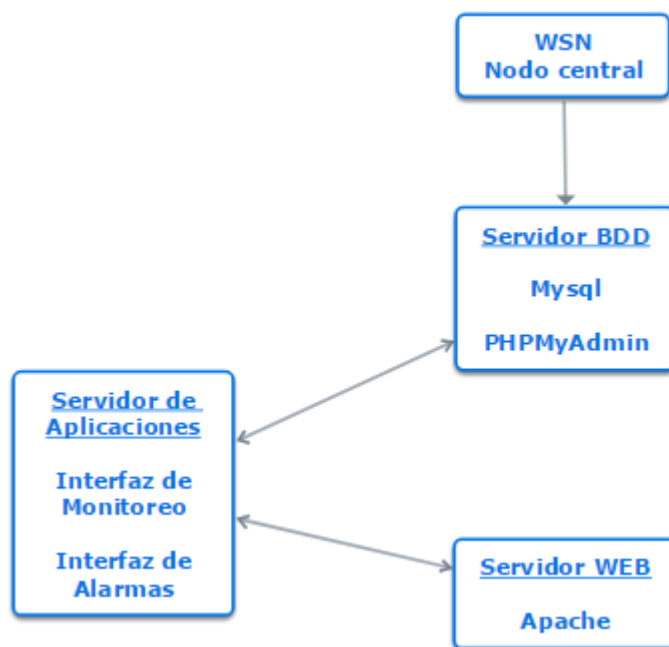 WSN
Nodo central
Servidor BDD
Mysql
PHPMyAdmin
Servidor de
Aplicaciones
Interfaz de
Monitoreo
Interfaz de
Alarmas
Servidor WEB
Apache